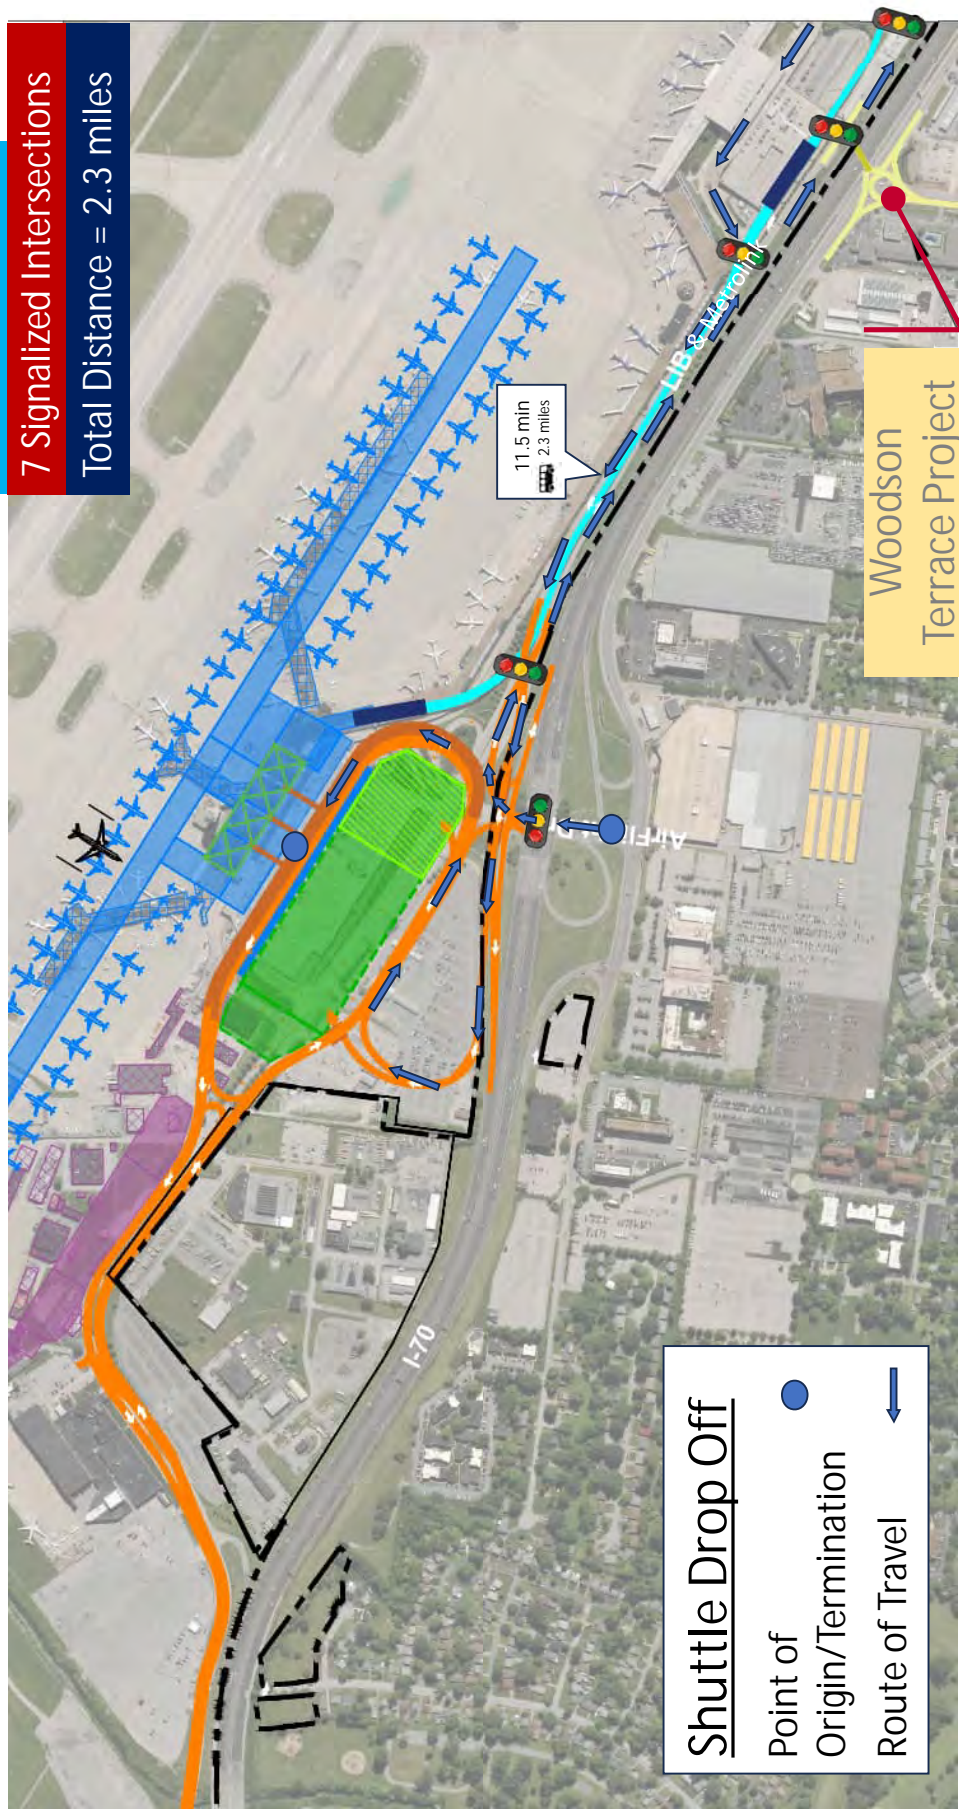 7 Signalized Intersections
Total Distance = 2.3 miles
11.5 min
2.3 miles
LIB & Metrolink
Woodson
Terrace Project
I-70
Shuttle Drop Off
Point of
Origin/Termination
Route of Travel